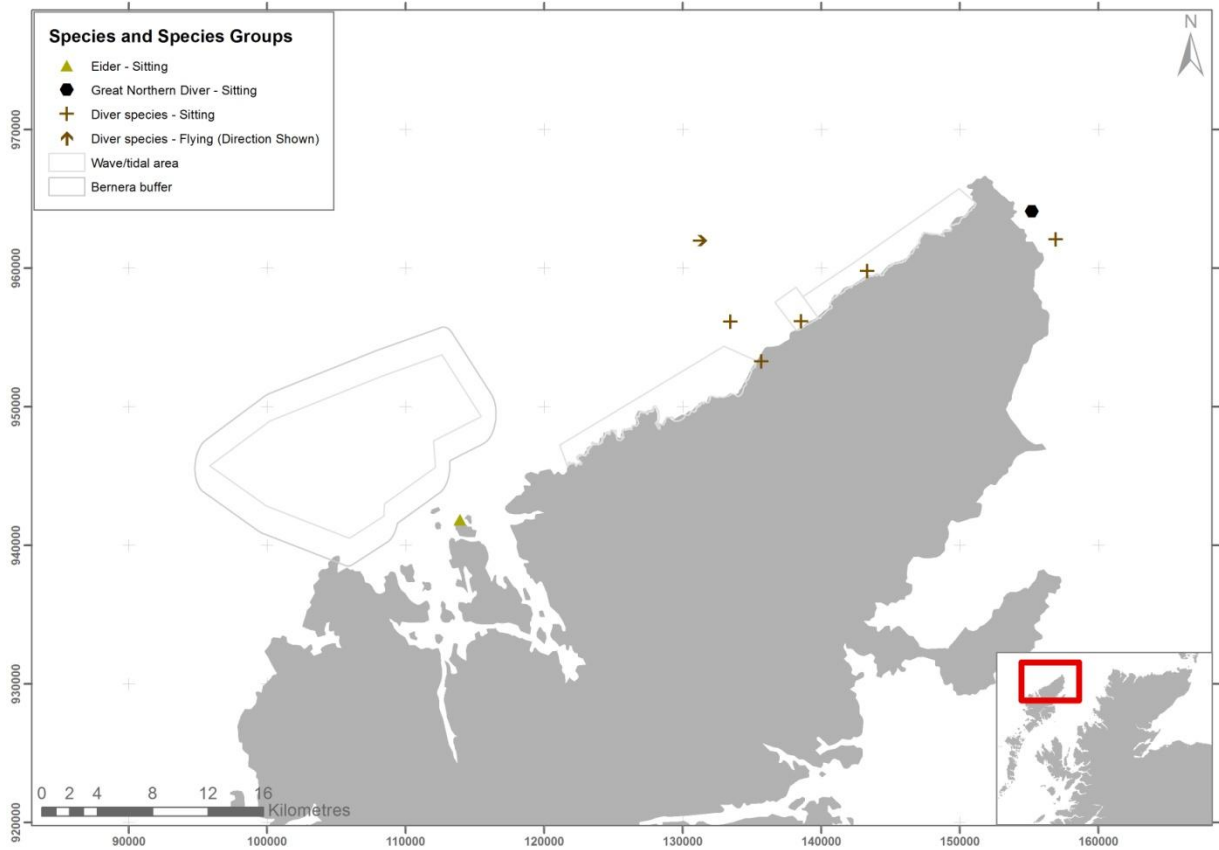 Species and Species Groups
Eider - Sitting
Great Northern Diver - Sitting
Diver species - Sitting
Diver species - Flying (Direction Shown)
Wave/tidal area
Bernera buffer
N
970000
960000
950000
940000
930000
920000
0 2 4 8 12 16
Kilometres
90000 100000 110000 120000 130000 140000 150000 160000